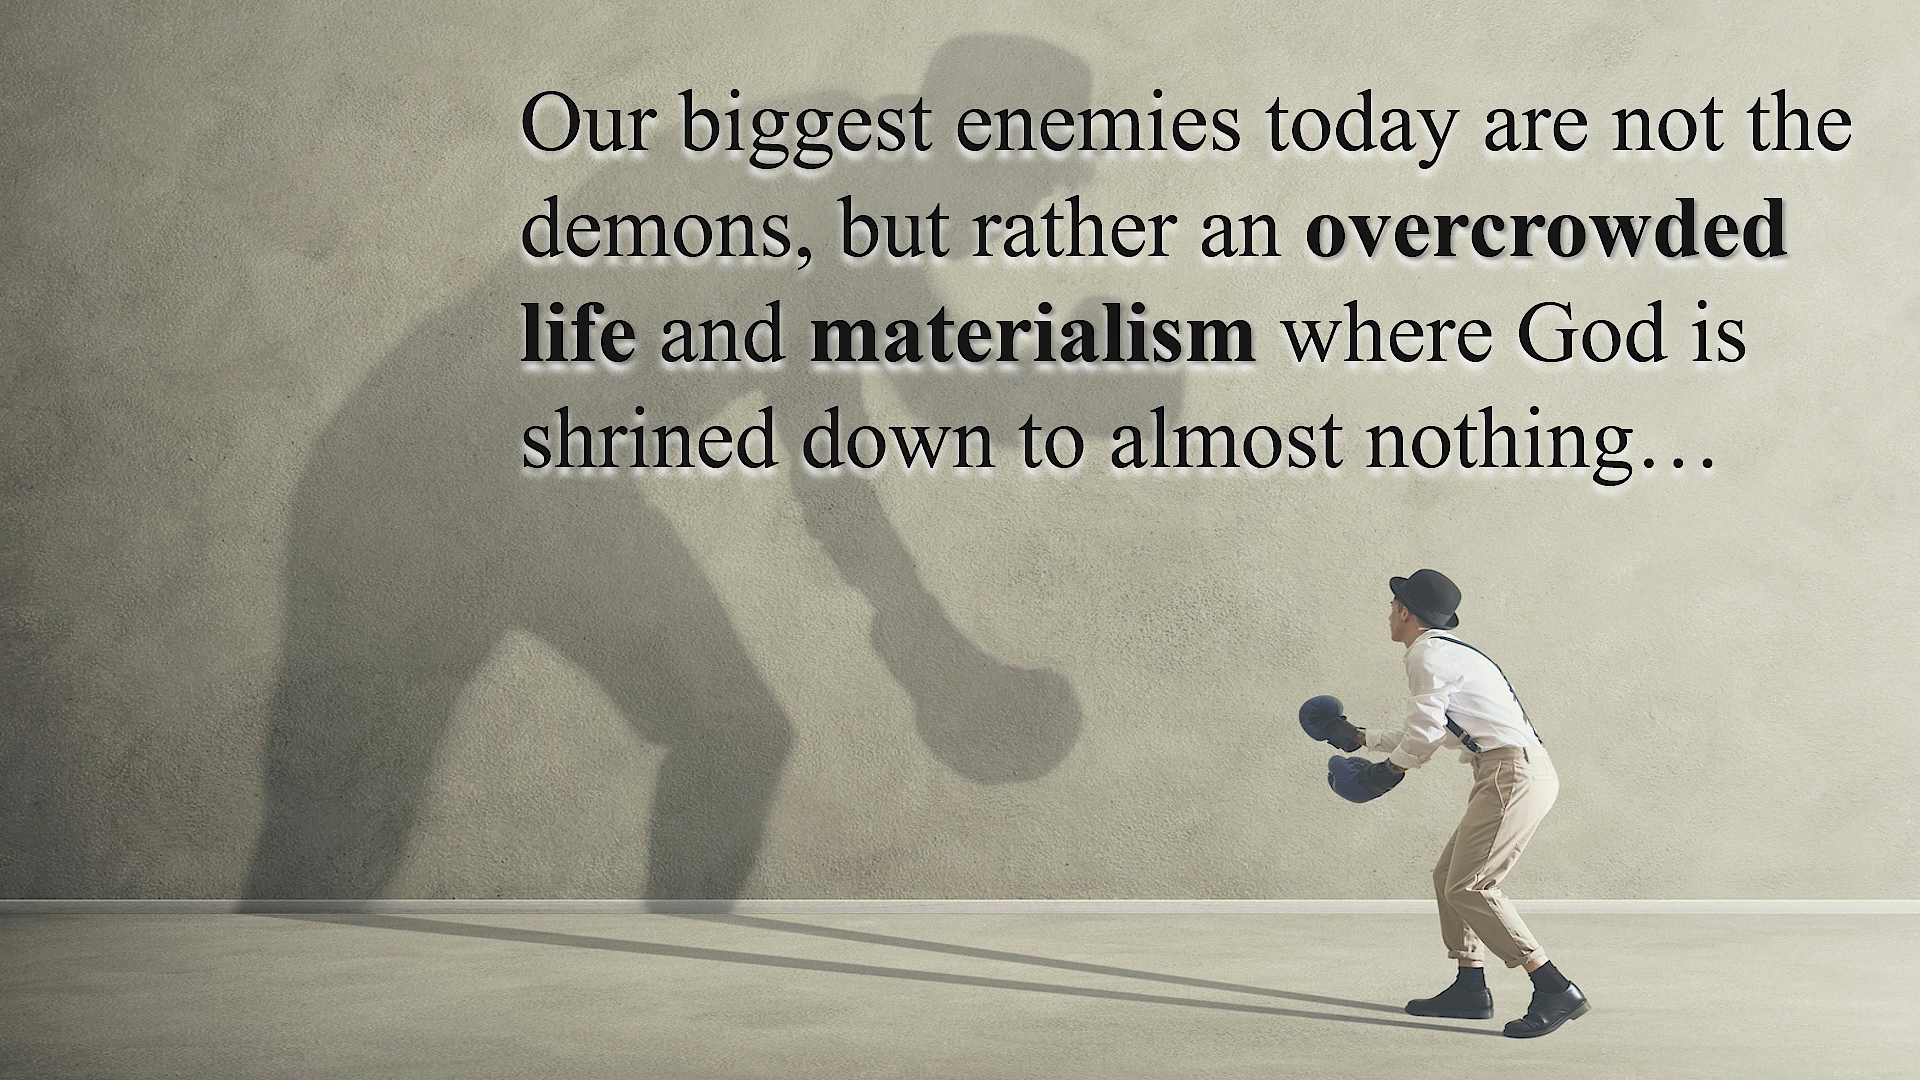 Our biggest enemies today are not the
demons, but rather an overcrowded
life and materialism where God is
shrined down to almost nothing…